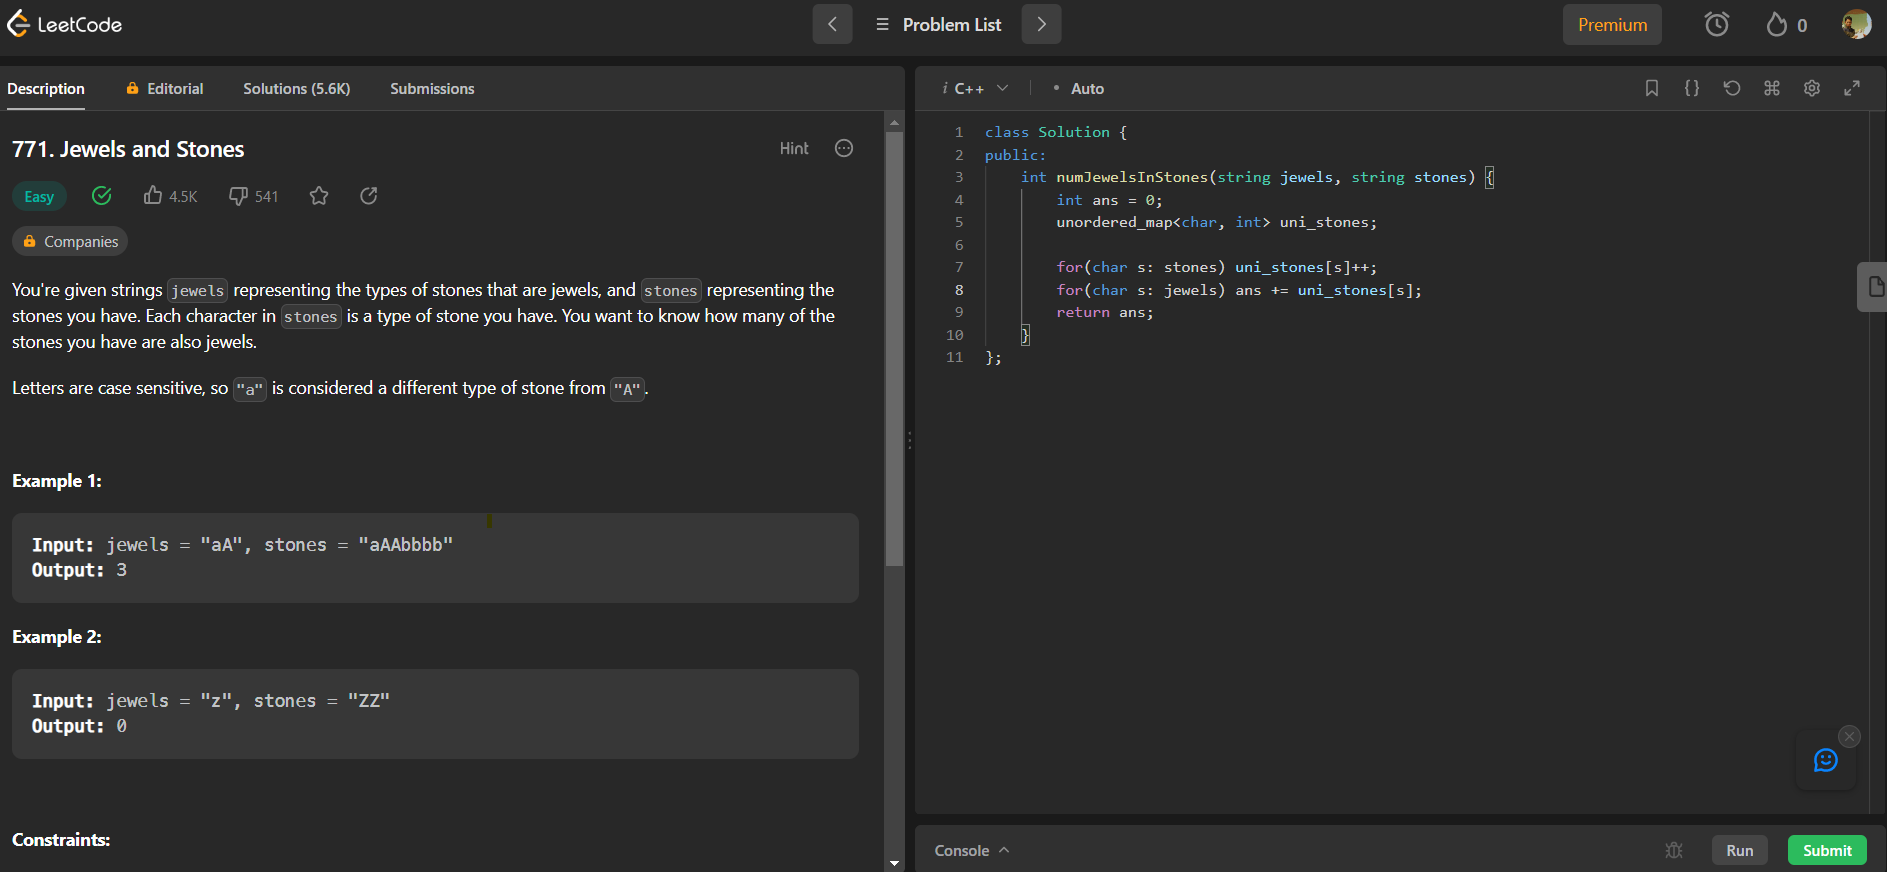 LeetCode
Problem List
Premium
0
Description
Editorial
Solutions (5.6K)
Submissions
771. Jewels and Stones
Hint
Easy
4.5K
541
Companies
You're given strings jewels representing the types of stones that are jewels, and stones representing the
stones you have. Each character in stones is a type of stone you have. You want to know how many of the
stones you have are also jewels.
Letters are case sensitive, so "a" is considered a different type of stone from "A".
Example 1:
Input: jewels = "aA", stones = "aAAbbbb"
Output: 3
Example 2:
Input: jewels = "z", stones = "ZZ"
Output: 0
Constraints:
i C++
• Auto
1 class Solution {
2 public:
3 int numJewelsInStones(string jewels, string stones) {
4 int ans = 0;
5 unordered_map<char, int> uni_stones;
6
7 for(char s: stones) uni_stones[s]++;
8 for(char s: jewels) ans += uni_stones[s];
9 return ans;
10 }
11 };
Console
Run
Submit